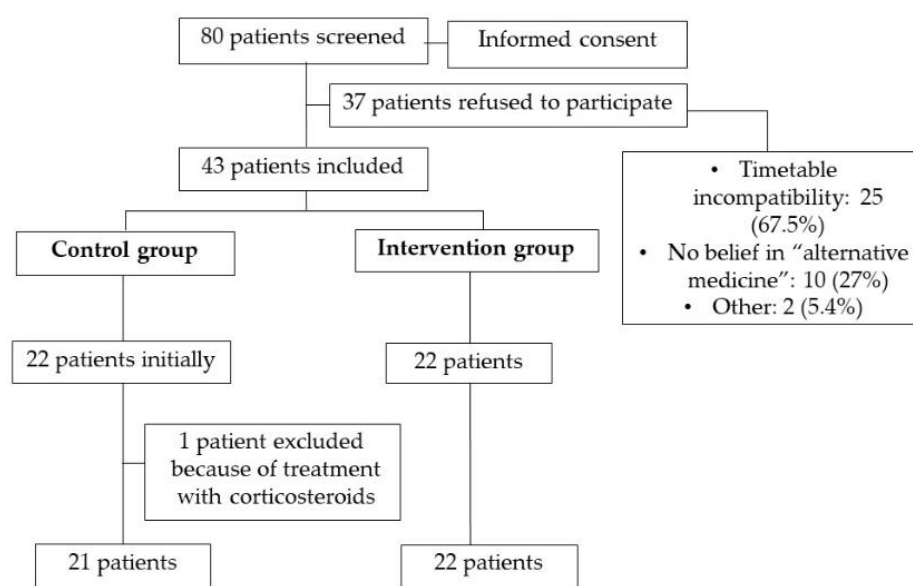 80 patients screened
Informed consent
37 patients refused to participate
43 patients included
• Timetable
incompatibility: 25
(67.5%)
• No belief in “alternative
medicine”: 10 (27%)
• Other: 2 (5.4%)
Control group
Intervention group
22 patients initially
22 patients
1 patient excluded
because of treatment
with corticosteroids
21 patients
22 patients